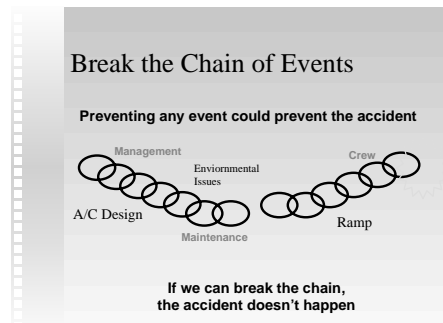 Break the Chain of Events
Preventing any event could prevent the accident
Management
Crew
Enviornmental
Issues
A/C Design
Ramp
Maintenance
If we can break the chain,
the accident doesn't happen